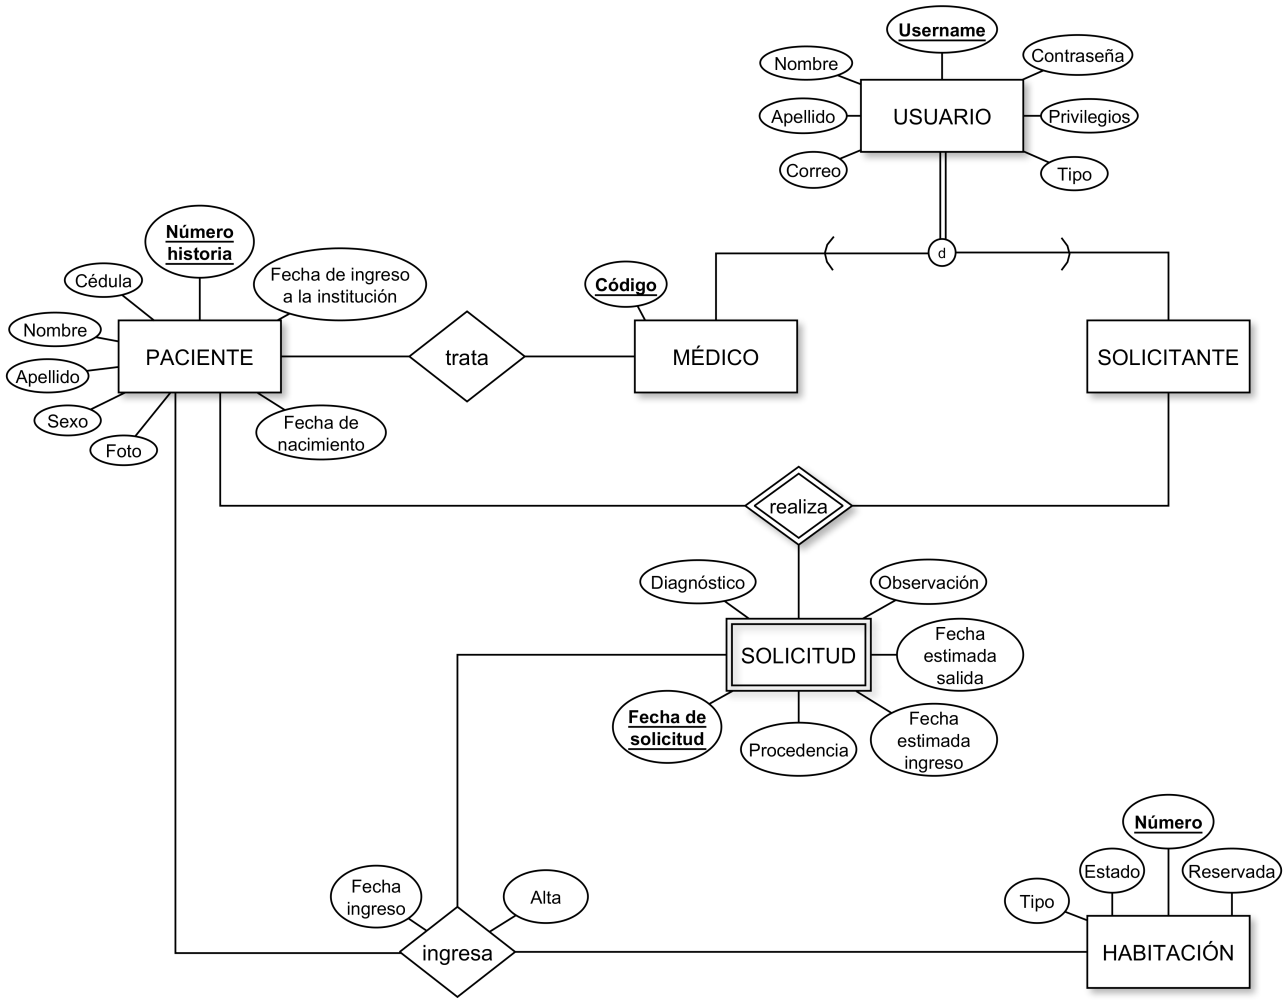 Username
Nombre
Contraseña
Apellido
USUARIO
Privilegios
Correo
Tipo
d
Número
historia
Cédula
Fecha de ingreso
a la institución
Nombre
Apellido
PACIENTE
Sexo
Foto
Fecha de
nacimiento
trata
Código
MÉDICO
SOLICITANTE
realiza
Diagnóstico
Observación
SOLICITUD
Fecha
estimada
salida
Fecha de
solicitud
Procedencia
Fecha
estimada
ingreso
Fecha
ingreso
Alta
ingresa
Número
Estado
Reservada
Tipo
HABITACIÓN